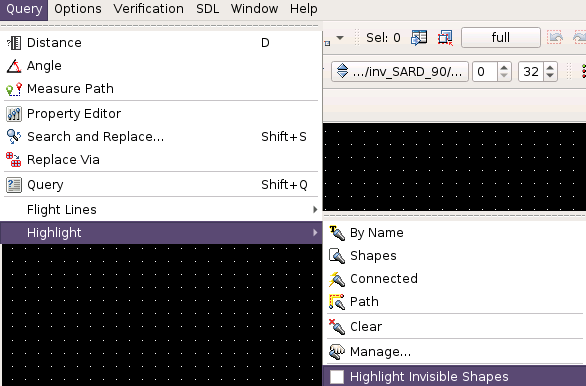 Query Options Verification SDL Window Help
Sel: 0 full
.../inv_SARD_90/... 0 32
Distance D
Angle
Measure Path
Property Editor
Search and Replace... Shift+S
Replace Via
Query Shift+Q
Flight Lines
Highlight
By Name
Shapes
Connected
Path
Clear
Manage...
Highlight Invisible Shapes